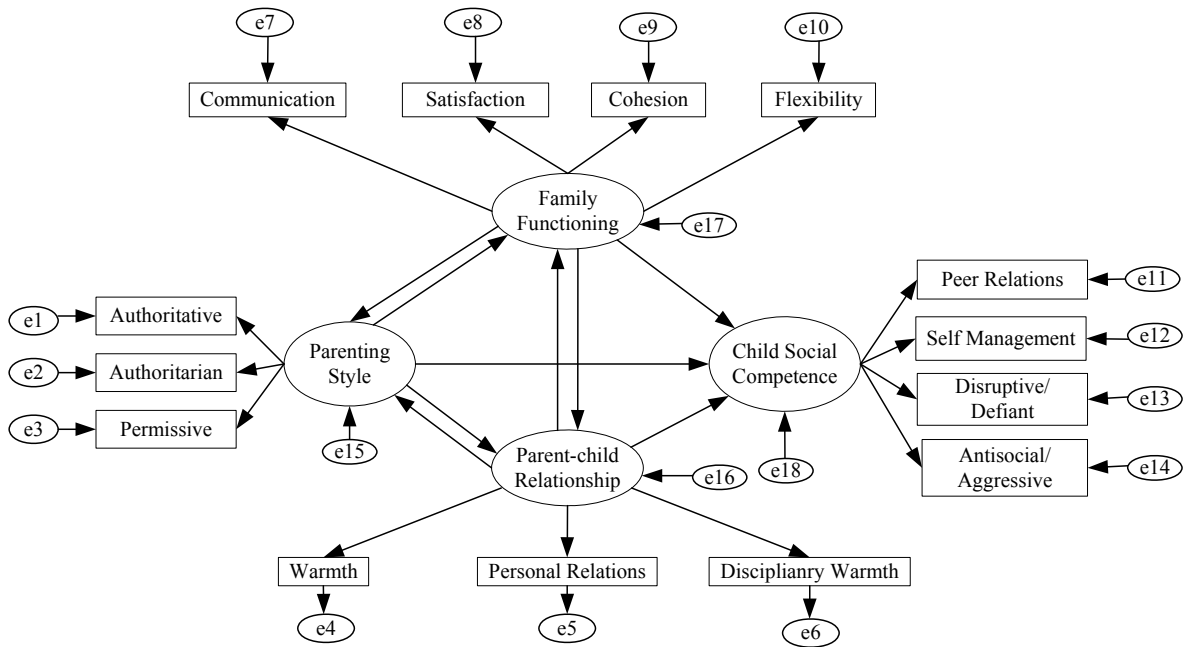 e7
e8
e9
e10
Communication
Satisfaction
Cohesion
Flexibility
Family
Functioning
e17
Peer Relations
e11
e1
Authoritative
Self Management
e12
Parenting
Style
Child Social
Competence
e2
Authoritarian
Disruptive/
Defiant
e13
e3
Permissive
e15
Parent-child
Relationship
e16
e18
Antisocial/
Aggressive
e14
Warmth
Personal Relations
Disciplianry Warmth
e4
e5
e6